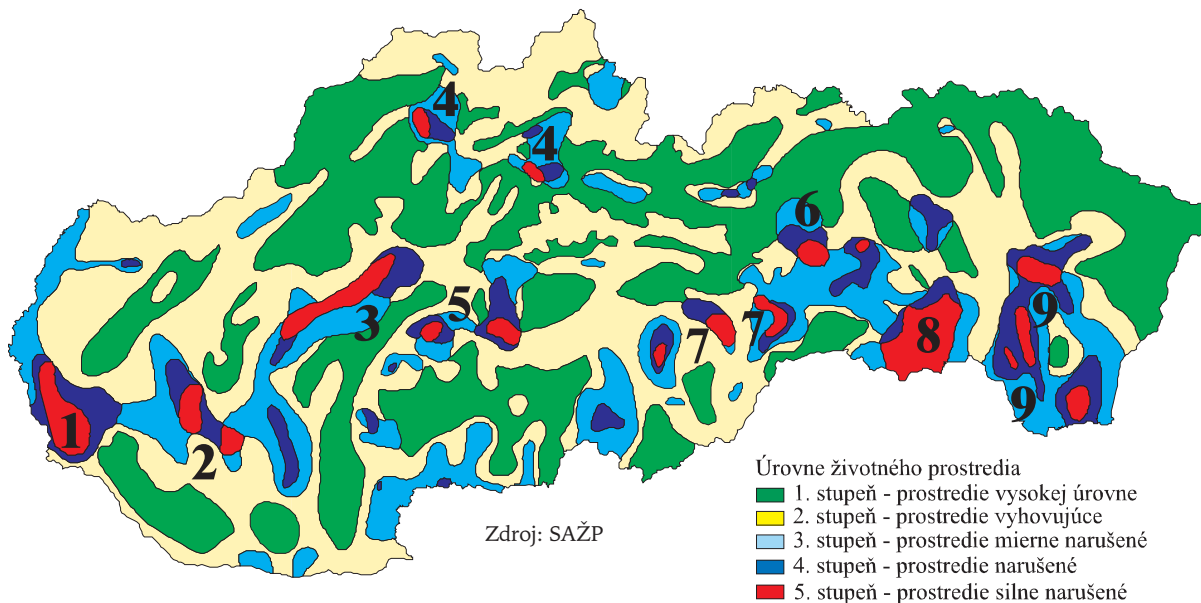 4
4
6
5
3
7
7
8
9
9
1
2
Zdroj: SAŽP
Úrovne životného prostredia
1. stupeň - prostredie vysokej úrovne
2. stupeň - prostredie vyhovujúce
3. stupeň - prostredie mierne narušené
4. stupeň - prostredie narušené
5. stupeň - prostredie silne narušené